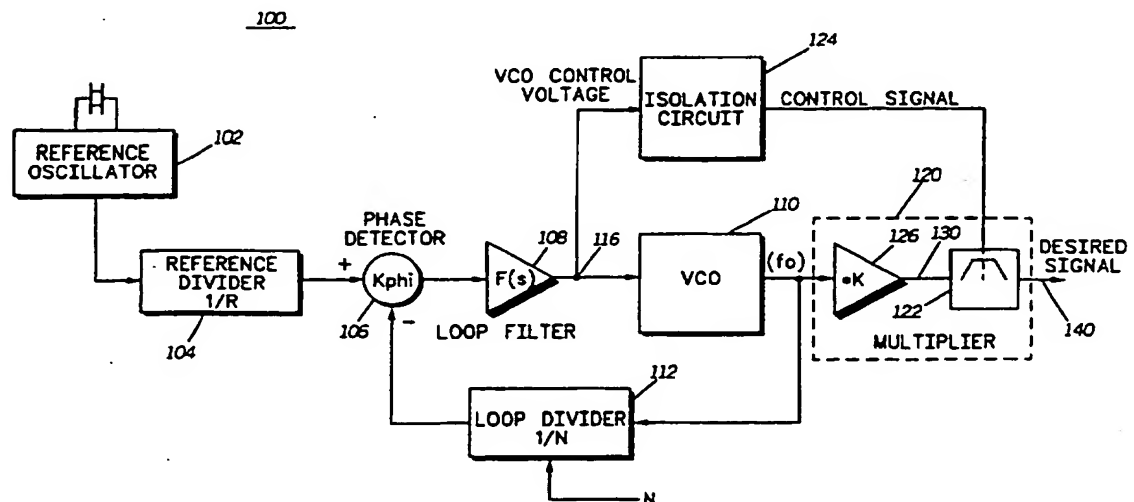 100
124
VCO CONTROL
VOLTAGE
ISOLATION
CIRCUIT
CONTROL SIGNAL
REFERENCE
OSCILLATOR
102
120
PHASE
DETECTOR
108
116
110
126
130
DESIRED
SIGNAL
REFERENCE
DIVIDER
1/R
+
Kphi
F(s)
VCO
(fo)
•K
122
104
106
−
LOOP FILTER
MULTIPLIER
140
112
LOOP DIVIDER
1/N
N